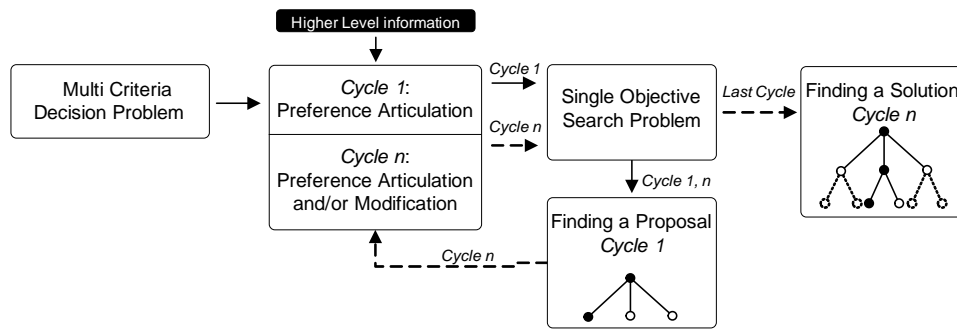 Higher Level information
Multi Criteria
Decision Problem
Cycle 1:
Preference Articulation
Cycle n:
Preference Articulation
and/or Modification
Cycle 1
Cycle n
Single Objective
Search Problem
Last Cycle
Finding a Solution
Cycle n
Cycle 1, n
Finding a Proposal
Cycle 1
Cycle n